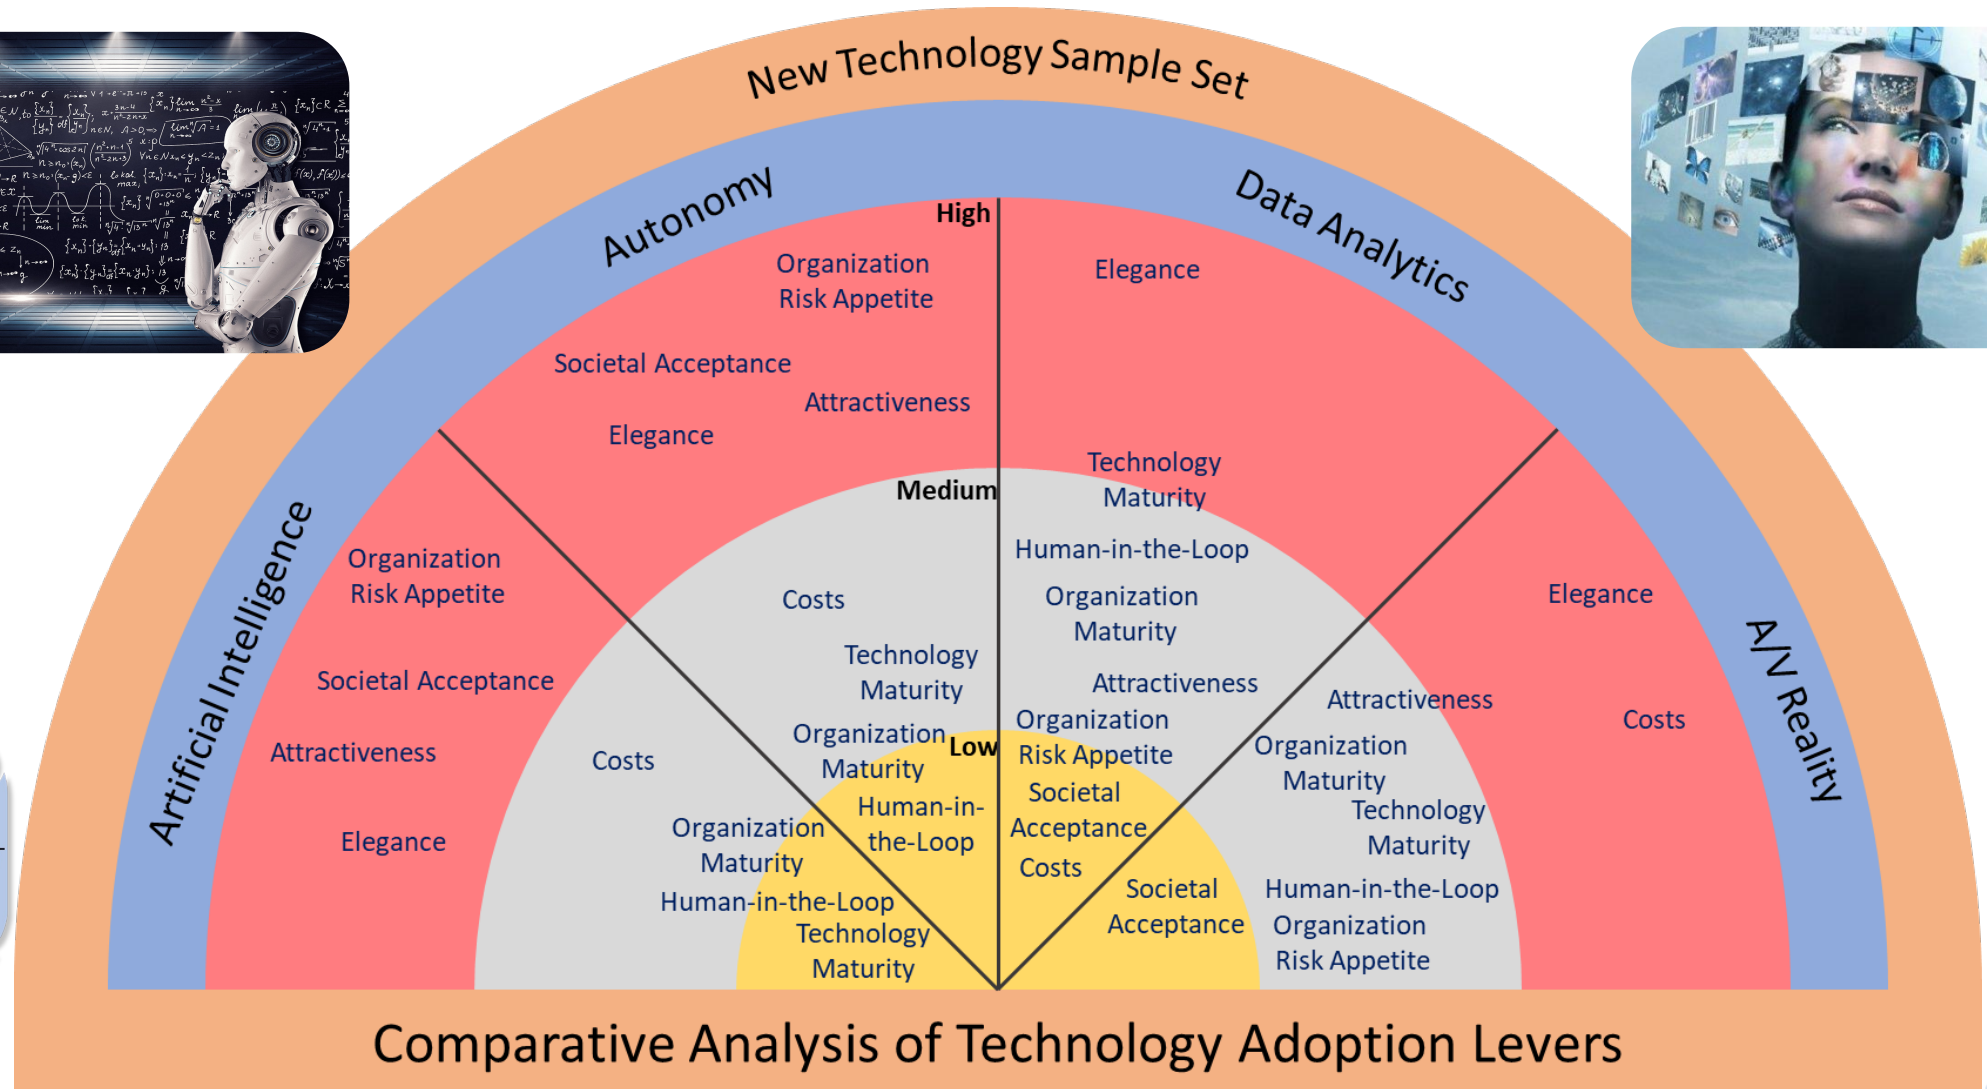 New Technology Sample Set
Autonomy
Data Analytics
Artificial Intelligence
A/V Reality
High
Medium
Low
Organization
Risk Appetite
Societal Acceptance
Attractiveness
Elegance
Costs
Organization
Maturity
Human-in-the-Loop
Technology
Maturity
Organization
Risk Appetite
Societal Acceptance
Attractiveness
Elegance
Costs
Technology
Maturity
Organization
Maturity
Human-in-
the-Loop
Elegance
Technology
Maturity
Human-in-the-Loop
Organization
Maturity
Attractiveness
Organization
Risk Appetite
Societal
Acceptance
Costs
Elegance
Costs
Attractiveness
Organization
Maturity
Technology
Maturity
Human-in-the-Loop
Organization
Risk Appetite
Societal
Acceptance
Comparative Analysis of Technology Adoption Levers